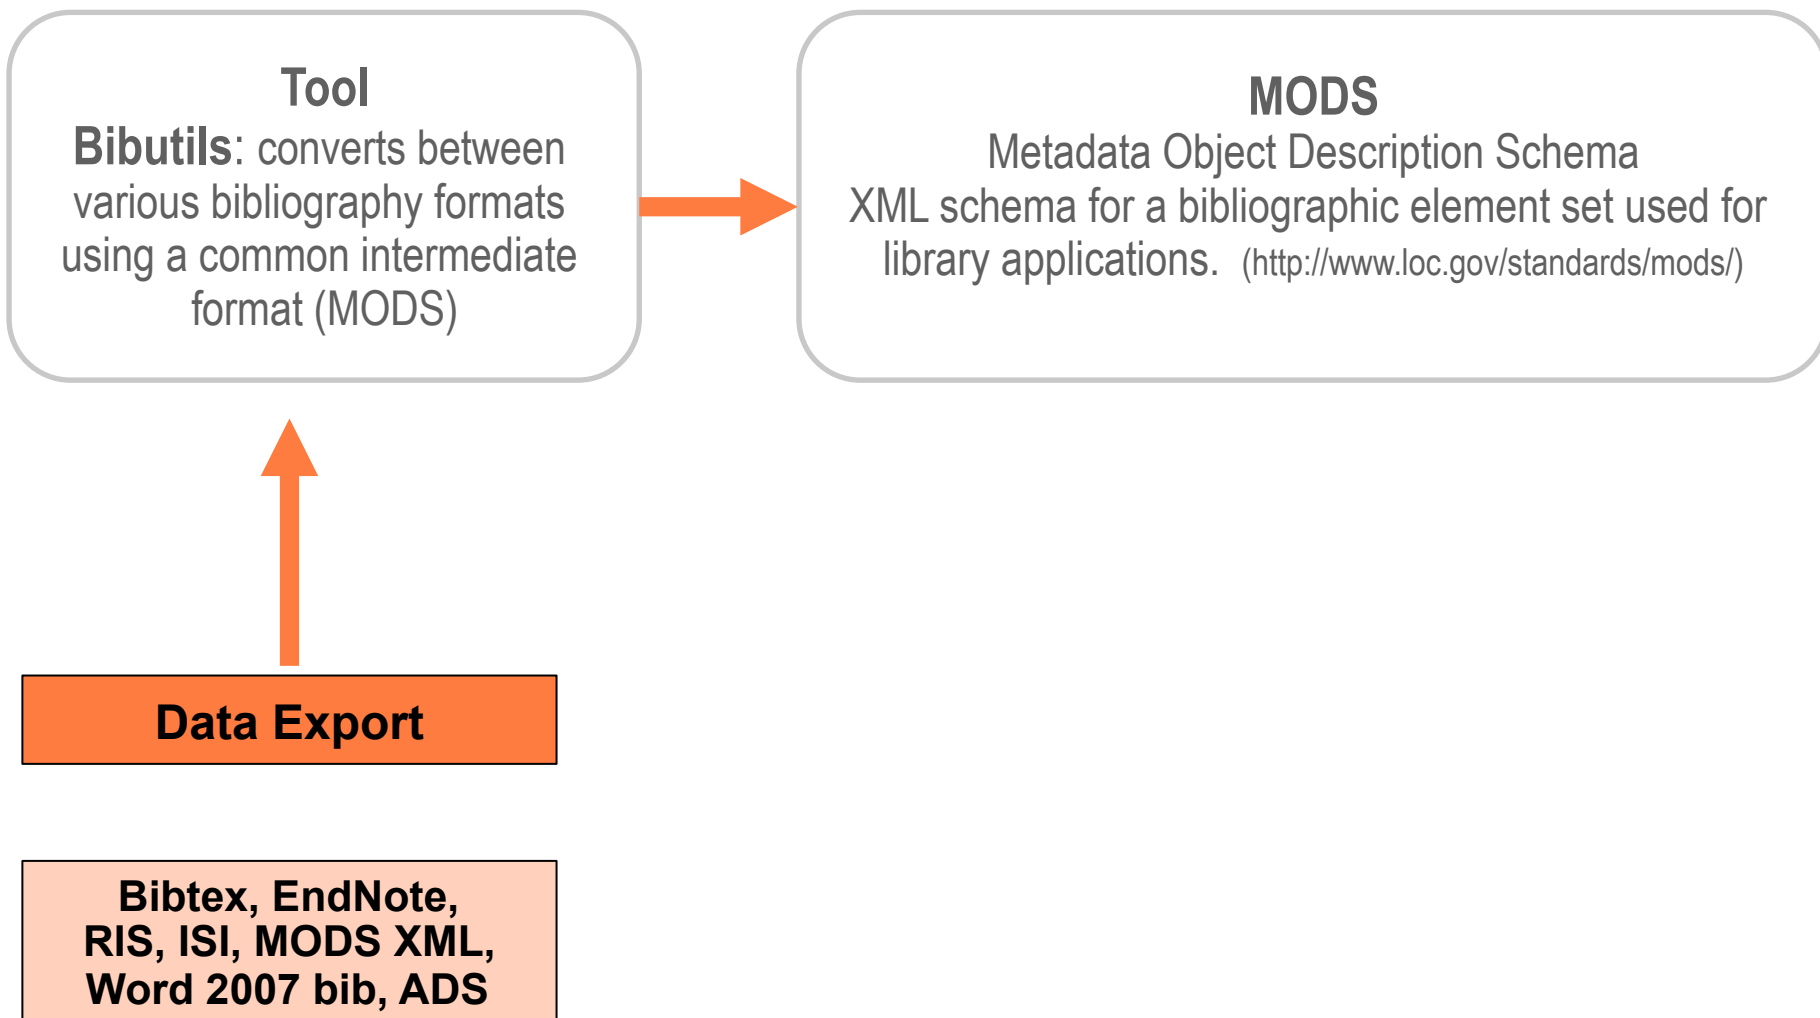 Tool
Bibutils: converts between
various bibliography formats
using a common intermediate
format (MODS)
MODS
Metadata Object Description Schema
XML schema for a bibliographic element set used for
library applications. (http://www.loc.gov/standards/mods/)
Data Export
Bibtex, EndNote,
RIS, ISI, MODS XML,
Word 2007 bib, ADS